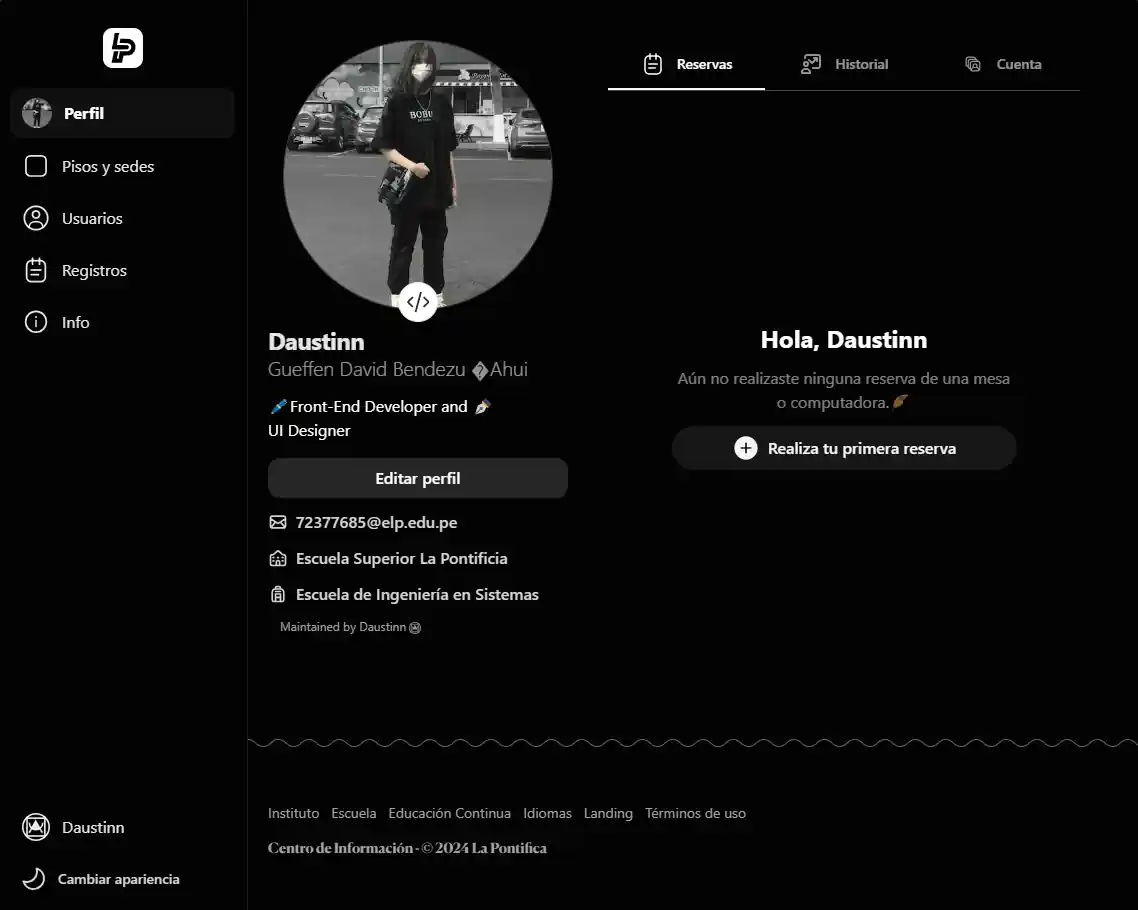 Perfil
Pisos y sedes
Usuarios
Registros
Info
Daustinn
Cambiar apariencia
BOBU
</>
Daustinn
Gueffen David Bendezu �Ahui
Front-End Developer and
UI Designer
Editar perfil
72377685@elp.edu.pe
Escuela Superior La Pontificia
Escuela de Ingeniería en Sistemas
Maintained by Daustinn
Reservas Historial Cuenta
Hola, Daustinn
Aún no realizaste ninguna reserva de una mesa
o computadora.
Realiza tu primera reserva
Instituto Escuela Educación Continua Idiomas Landing Términos de uso
Centro de Información - © 2024 La Pontifica